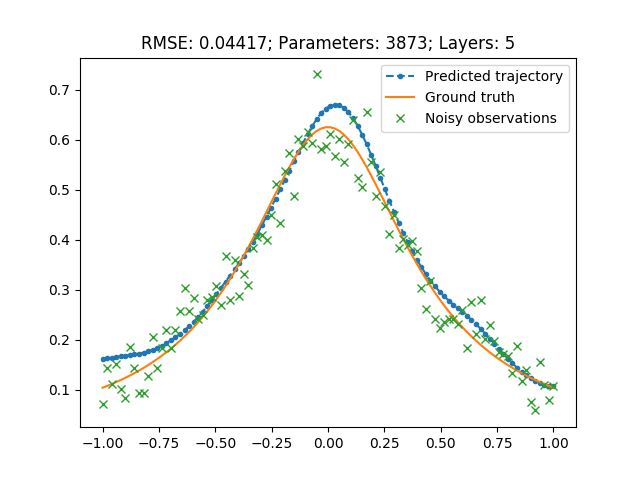 RMSE: 0.04417; Parameters: 3873; Layers: 5
Predicted trajectory
Ground truth
Noisy observations
0.7
0.6
0.5
0.4
0.3
0.2
0.1
−1.00 −0.75 −0.50 −0.25 0.00 0.25 0.50 0.75 1.00